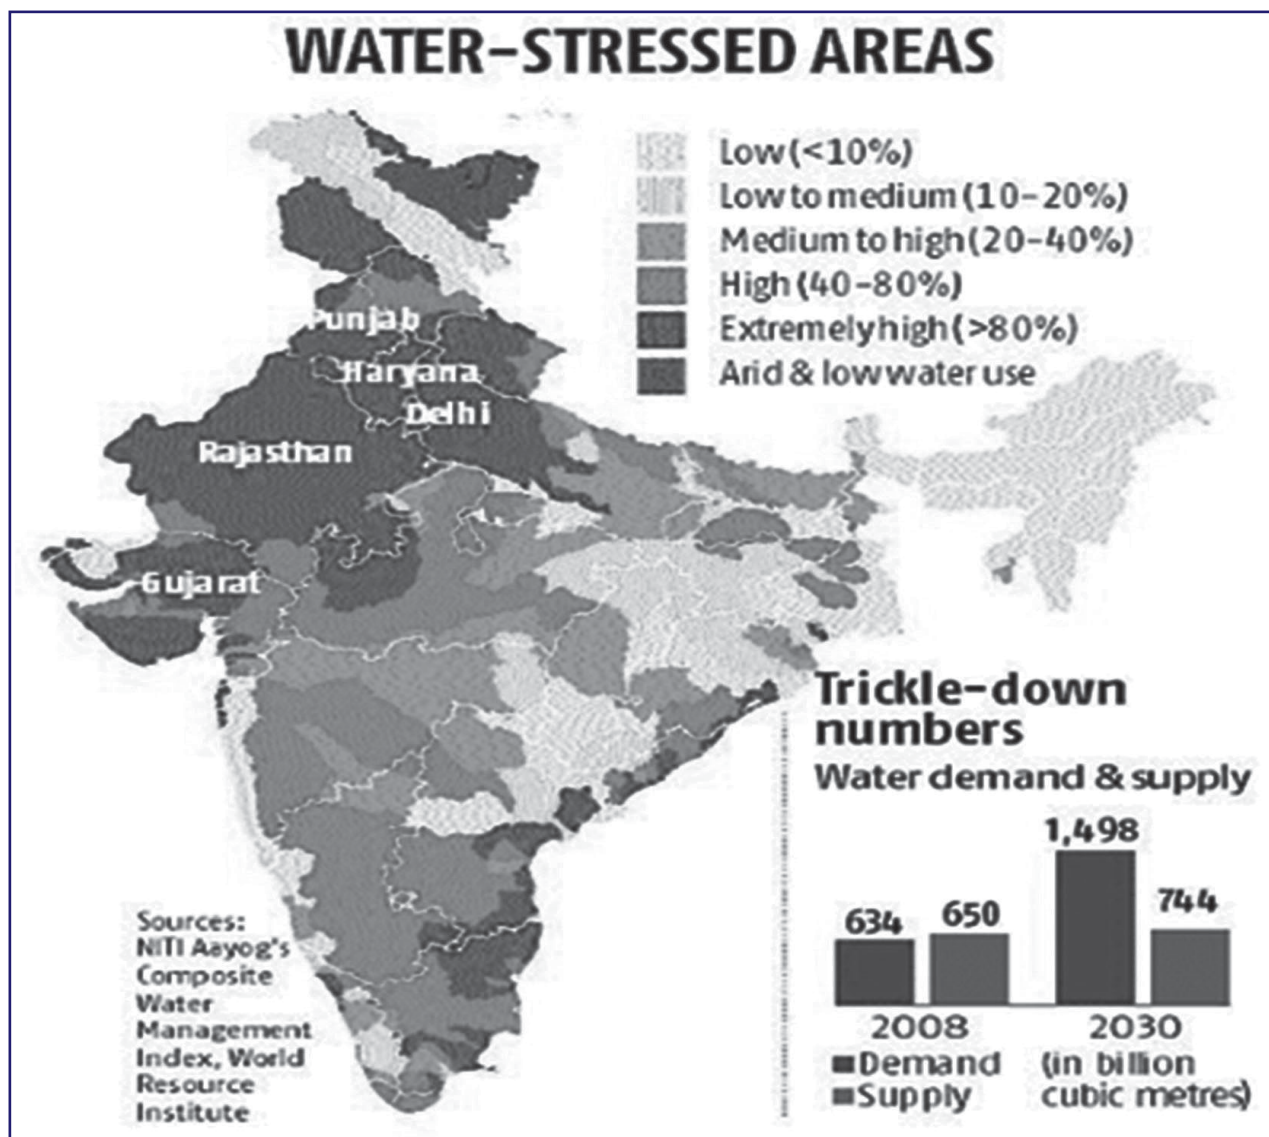 WATER-STRESSED AREAS
Low (<10%)
Low to medium (10-20%)
Medium to high (20-40%)
High (40-80%)
Extremely high (>80%)
Arid & low water use
Punjab
Haryana
Delhi
Rajasthan
Gujarat
Trickle-down
numbers
Water demand & supply
634
650
1,498
744
2008
2030
Demand
Supply
(in billion
cubic metres)
Sources:
NITI Aayog's
Composite
Water
Management
Index, World
Resource
Institute